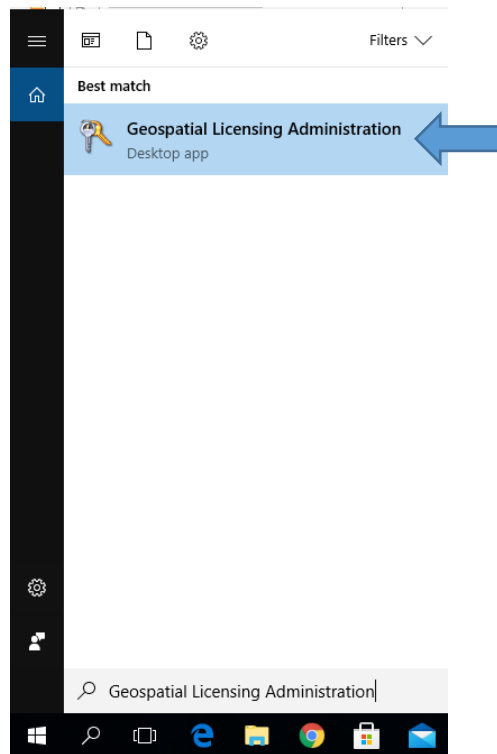 Filters
Best match
Geospatial Licensing Administration
Desktop app
Geospatial Licensing Administration